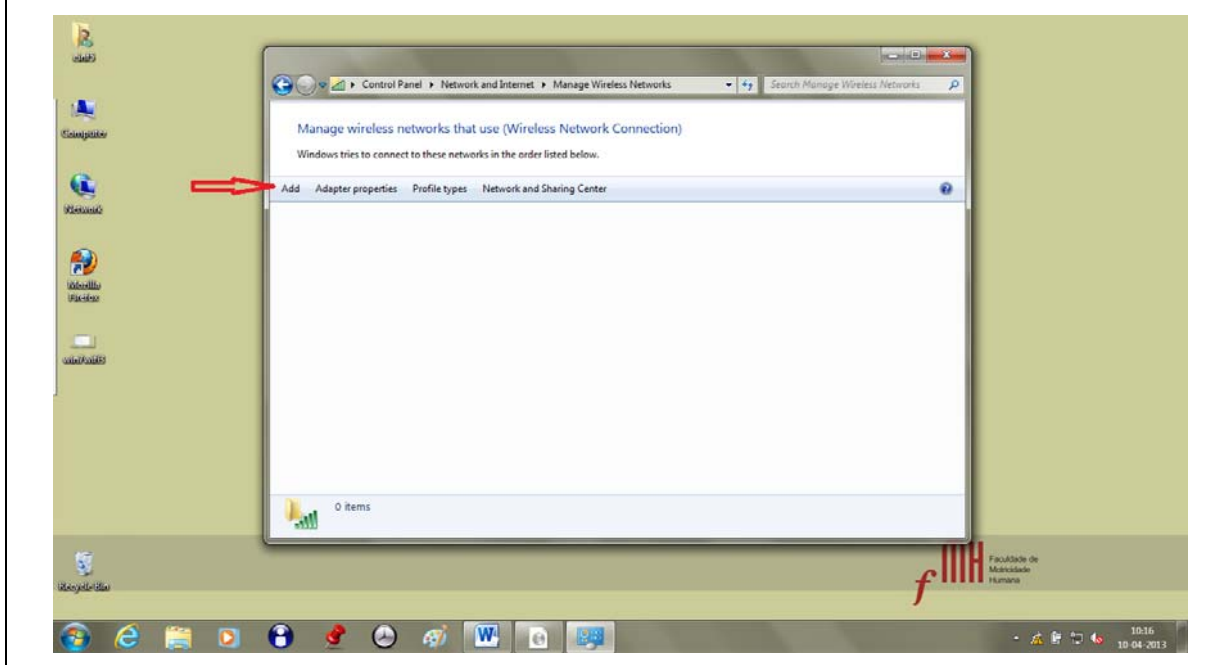 Control Panel ▸ Network and Internet ▸ Manage Wireless Networks
Search Manage Wireless Networks
Manage wireless networks that use (Wireless Network Connection)
Windows tries to connect to these networks in the order listed below.
Add Adapter properties Profile types Network and Sharing Center
Computer
Network
Mozilla
Firefox
0 items
Recycle Bin
Faculdade de
Motricidade
Humana
10:16
10-04-2013